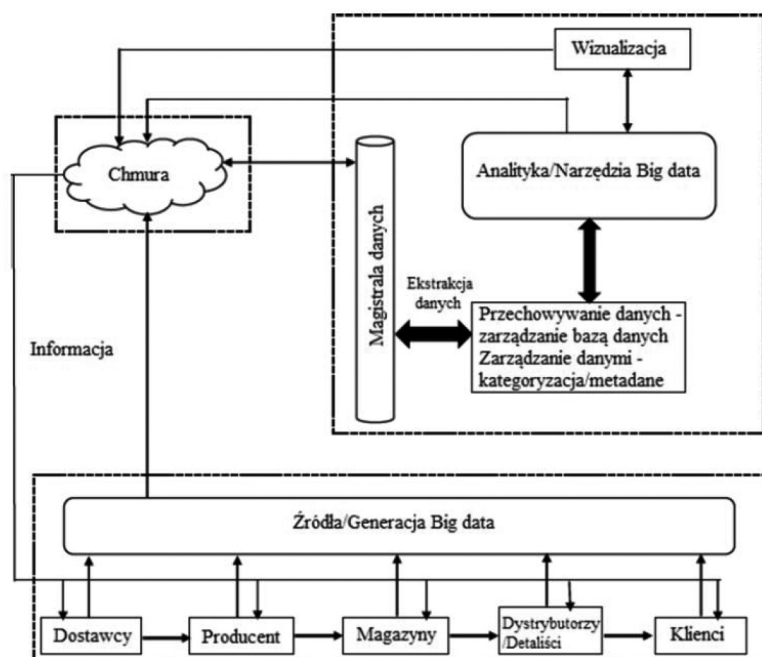 Wizualizacja
Chmura
Analityka/Narzędzia Big data
Magistrala danych
Ekstrakcja
danych
Przechowywanie danych -
zarządzanie bazą danych
Zarządzanie danymi -
kategoryzacja/metadane
Informacja
Źródła/Generacja Big data
Dostawcy
Producent
Magazyny
Dystrybutorzy
/Detaliści
Klienci